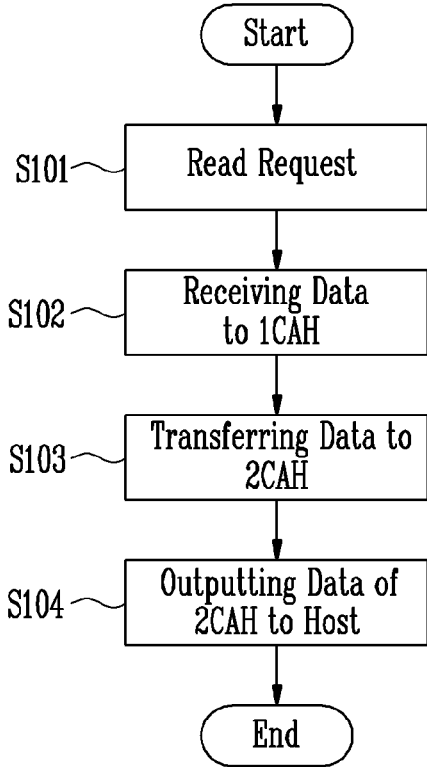 Start
S101
Read Request
S102
Receiving Data
to 1CAH
S103
Transferring Data to
2CAH
S104
Outputting Data of
2CAH to Host
End